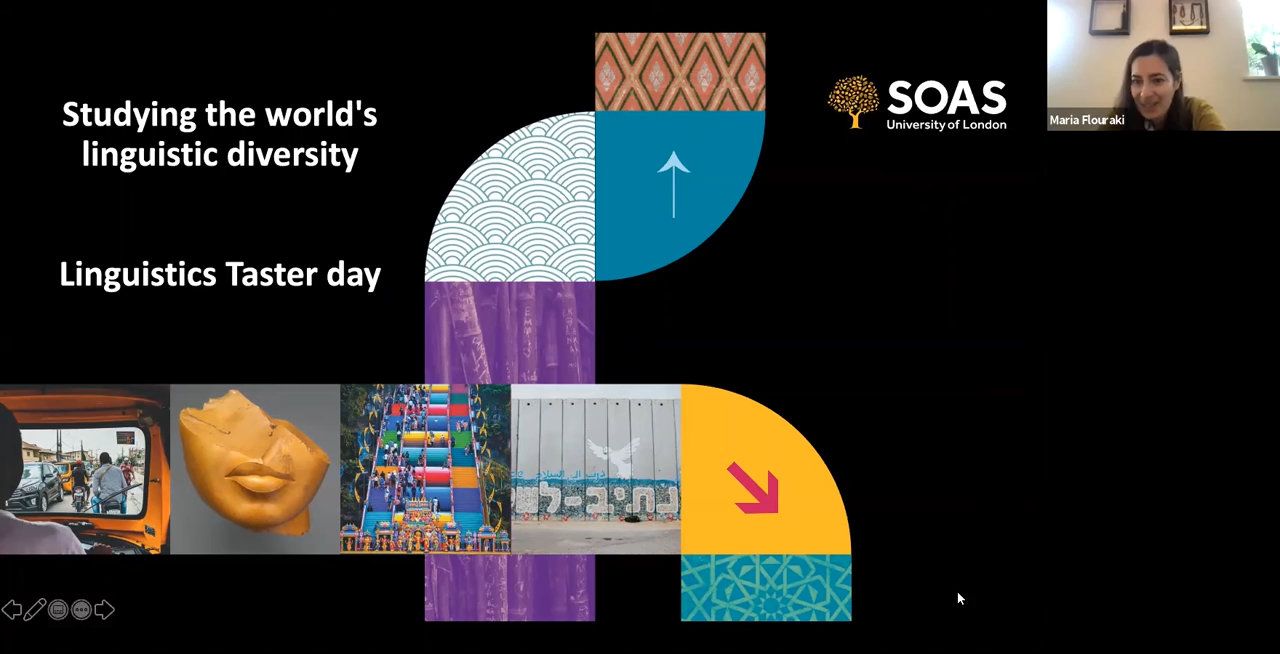 Studying the world's
linguistic diversity
Linguistics Taster day
SOAS
University of London
Maria Flouraki